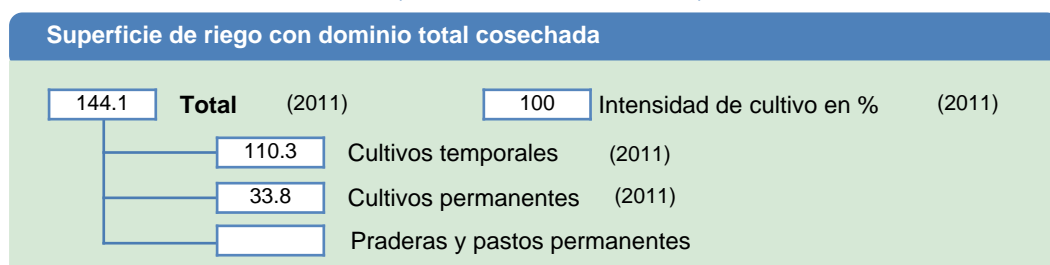 Superficie de riego con dominio total cosechada
144.1 Total (2011) 100 Intensidad de cultivo en % (2011)
110.3 Cultivos temporales (2011)
33.8 Cultivos permanentes (2011)
Praderas y pastos permanentes